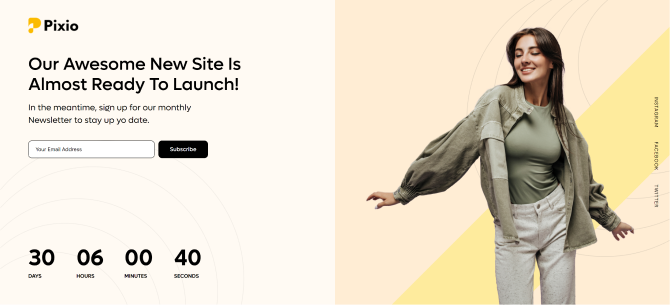 Pixio
Our Awesome New Site Is
Almost Ready To Launch!
In the meantime, sign up for our monthly
Newsletter to stay up yo date.
Your Email Address
Subscribe
30 06 00 40
DAYS HOURS MINUTES SECONDS
INSTAGRAM
FACEBOOK
TWITTER